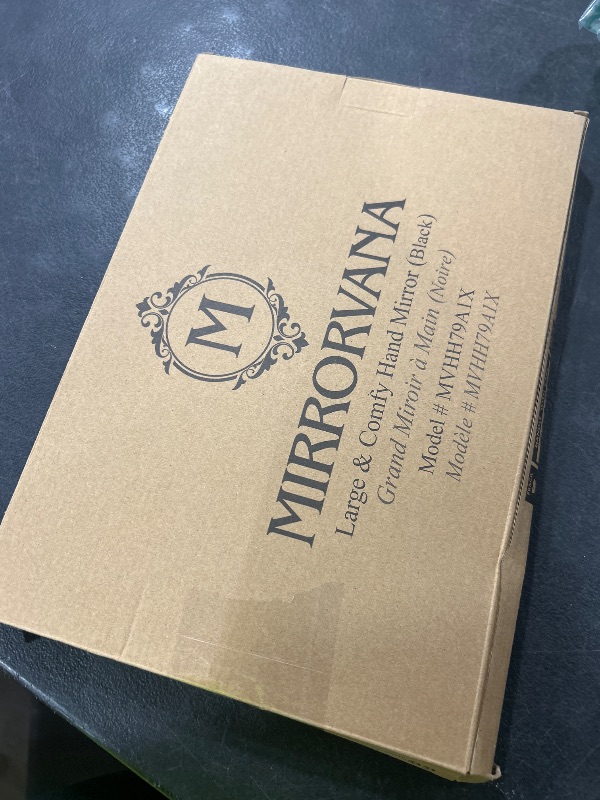 M
MIRRORVANA
Large & Comfy Hand Mirror (Black)
Grand Miroir à Main (Noire)
Model # MVHH79A1X
Modèle # MVHH79A1X